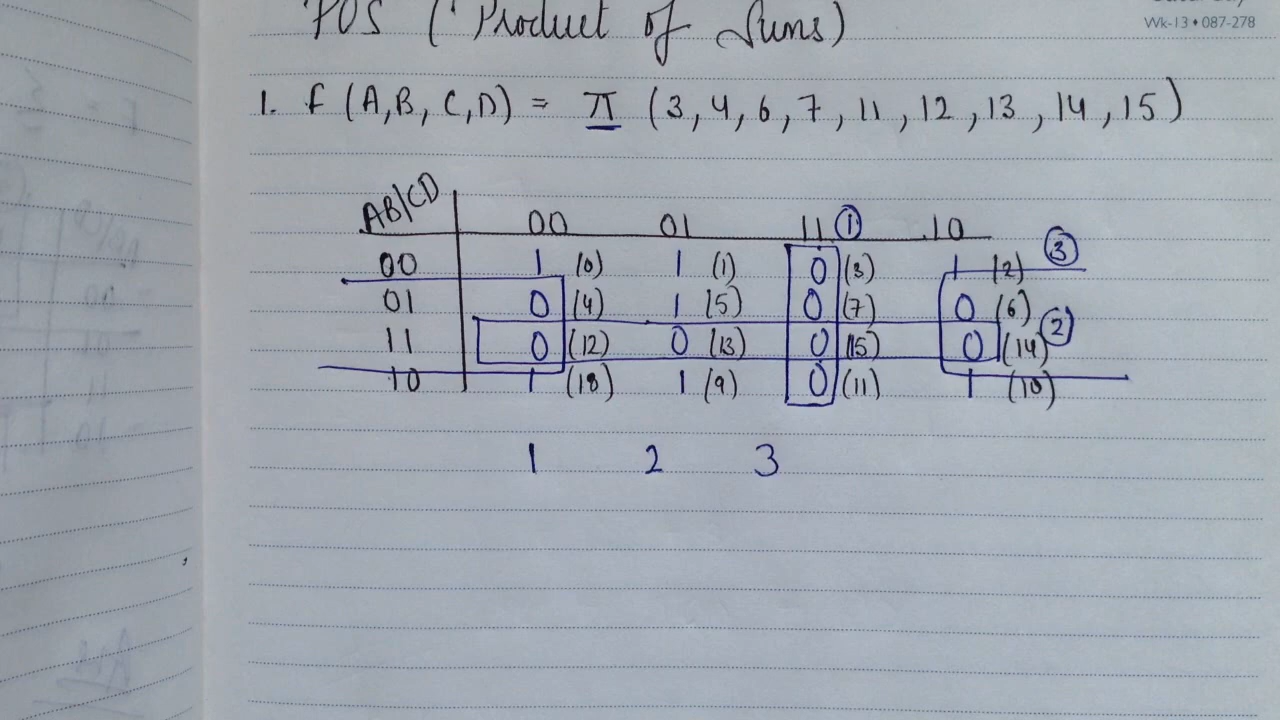 Wk-13 • 087-278
POS ( Product of Sums)
1. F (A,B, C,D) = π (3,4,6,7,11,12,13,14,15)
AB|CD 00 01 11 ① 10
00 1 (0) 1 (1) 0 (3) 1 (2) ③
01 0 (4) 1 (5) 0 (7) 0 (6)
11 0 (12) 0 (13) 0 (15) 0 (14) ②
10 1 (18) 1 (9) 0 (11) 1 (10)
1 2 3